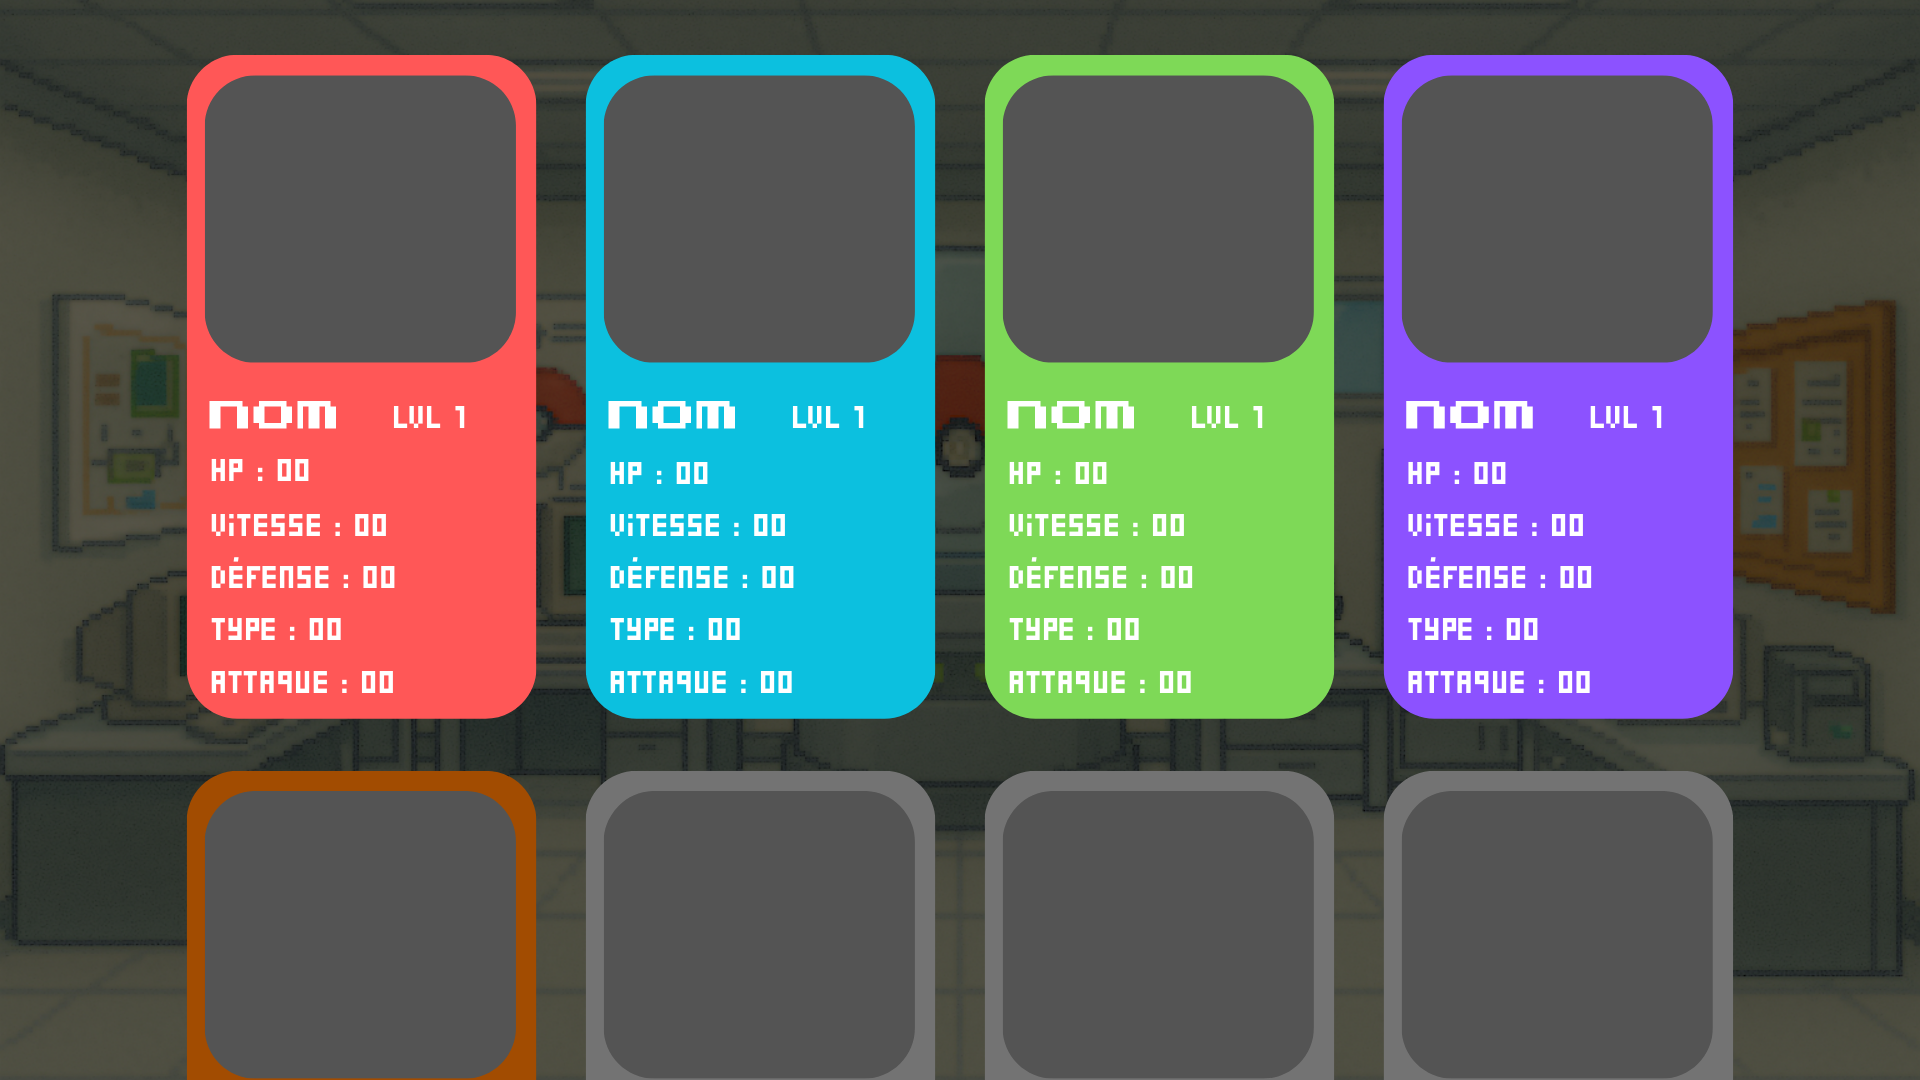 nom LVL 1
HP : 00
ViTESSE : 00
DÉFENSE : 00
TYPE : 00
ATTAQUE : 00
nom LVL 1
HP : 00
ViTESSE : 00
DÉFENSE : 00
TYPE : 00
ATTAQUE : 00
nom LVL 1
HP : 00
ViTESSE : 00
DÉFENSE : 00
TYPE : 00
ATTAQUE : 00
nom LVL 1
HP : 00
ViTESSE : 00
DÉFENSE : 00
TYPE : 00
ATTAQUE : 00